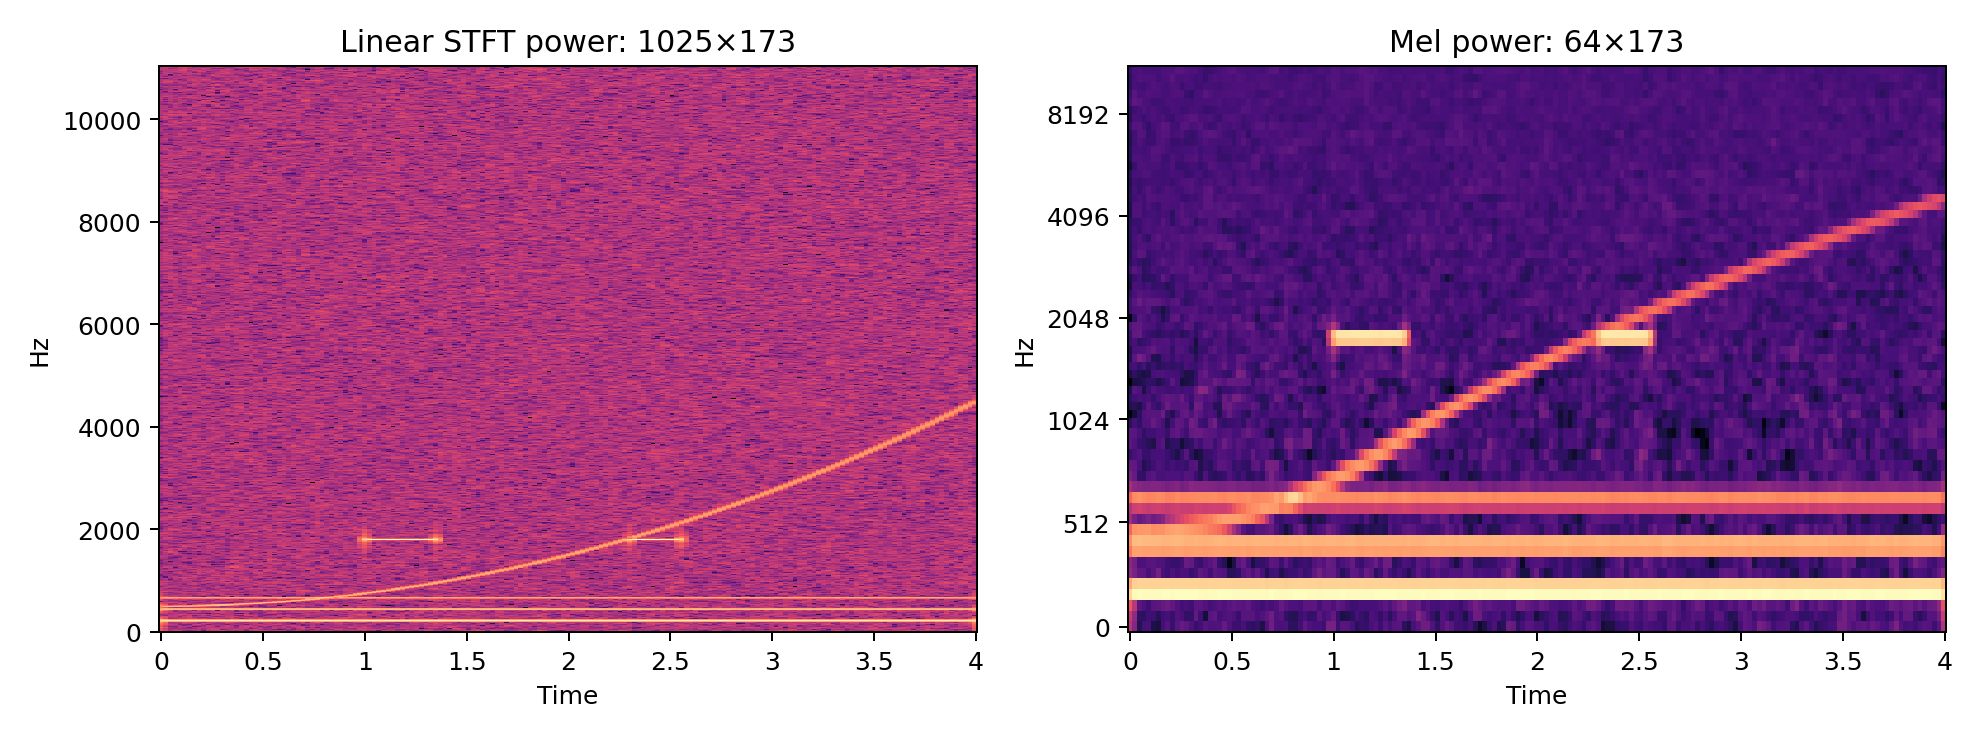 Linear STFT power: 1025×173
Hz
10000
8000
6000
4000
2000
0
0 0.5 1 1.5 2 2.5 3 3.5 4
Time
Mel power: 64×173
Hz
8192
4096
2048
1024
512
0
0 0.5 1 1.5 2 2.5 3 3.5 4
Time